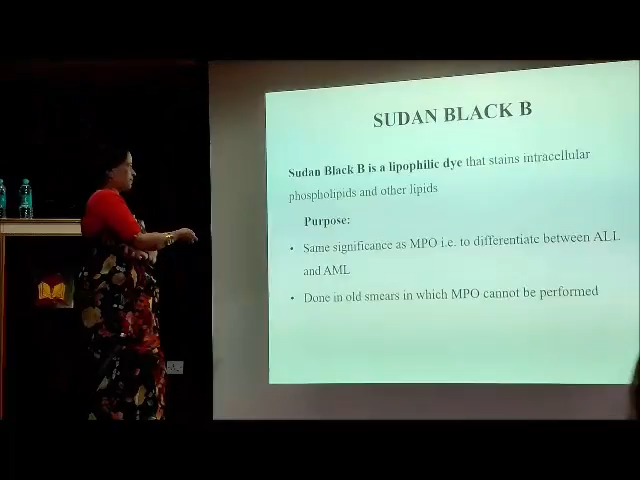 SUDAN BLACK B
Sudan Black B is a lipophilic dye that stains intracellular
phospholipids and other lipids
Purpose:
• Same significance as MPO i.e. to differentiate between ALL
and AML
• Done in old smears in which MPO cannot be performed